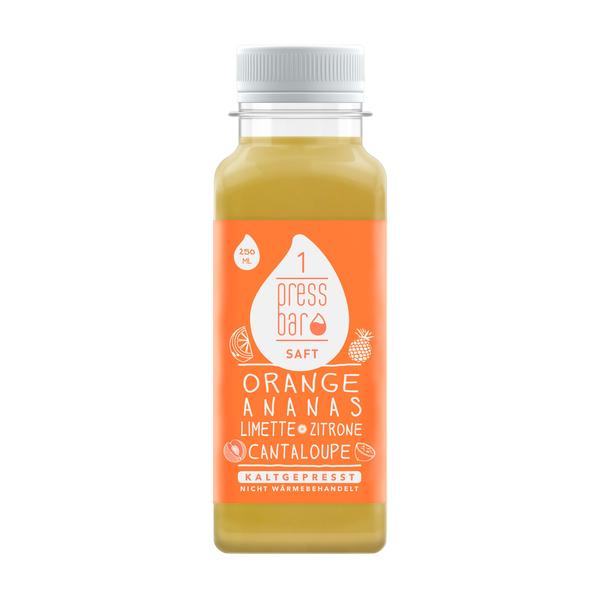 250
ML
1
press
bar
SAFT
ORANGE
ANANAS
LIMETTE ZITRONE
CANTALOUPE
KALTGEPRESST
NICHT WÄRMEBEHANDELT